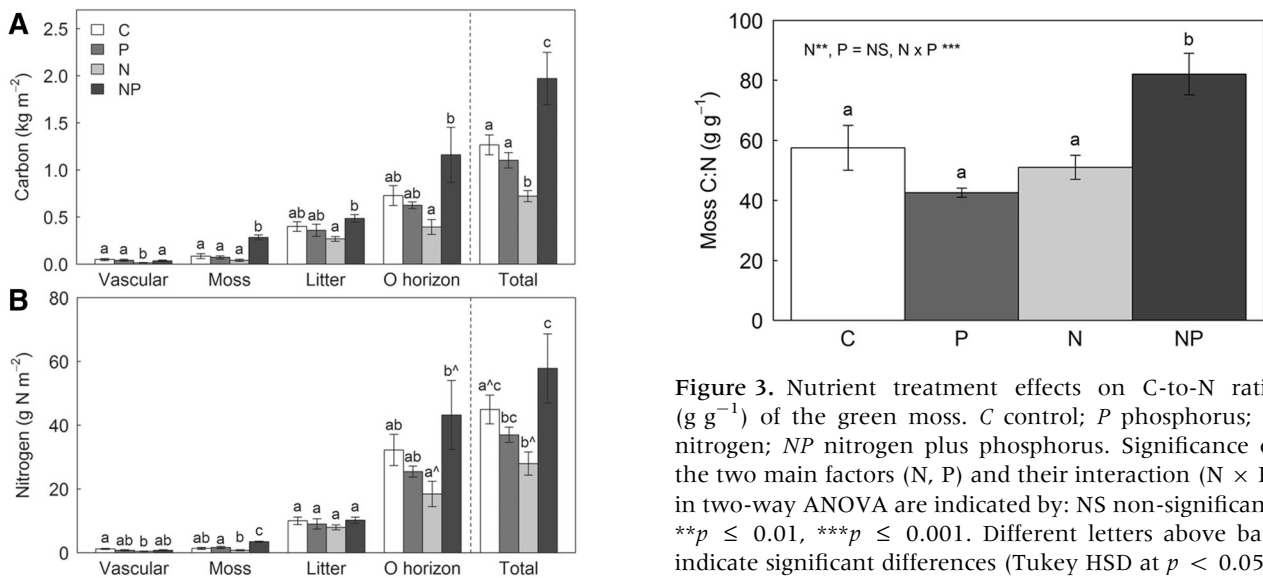 A
C
P
N
NP
Carbon (kg m−2)
2.5
2.0
1.5
1.0
0.5
0.0
a a b a
a a a b
ab ab a b
ab ab a b
a a b c
Vascular Moss Litter O horizon Total
B
Nitrogen (g N m−2)
80
60
40
20
0
a ab b ab
ab a b c
a a a a
ab ab a^ b^
a^c bc b^ c
Vascular Moss Litter O horizon Total
Moss C:N (g g−1)
100
80
60
40
20
0
N**, P = NS, N x P ***
a a a b
C P N NP
Figure 3. Nutrient treatment effects on C-to-N rati
(g g−1) of the green moss. C control; P phosphorus;
nitrogen; NP nitrogen plus phosphorus. Significance o
the two main factors (N, P) and their interaction (N × 
in two-way ANOVA are indicated by: NS non-significan
**p ≤ 0.01, ***p ≤ 0.001. Different letters above ba
indicate significant differences (Tukey HSD at p < 0.05